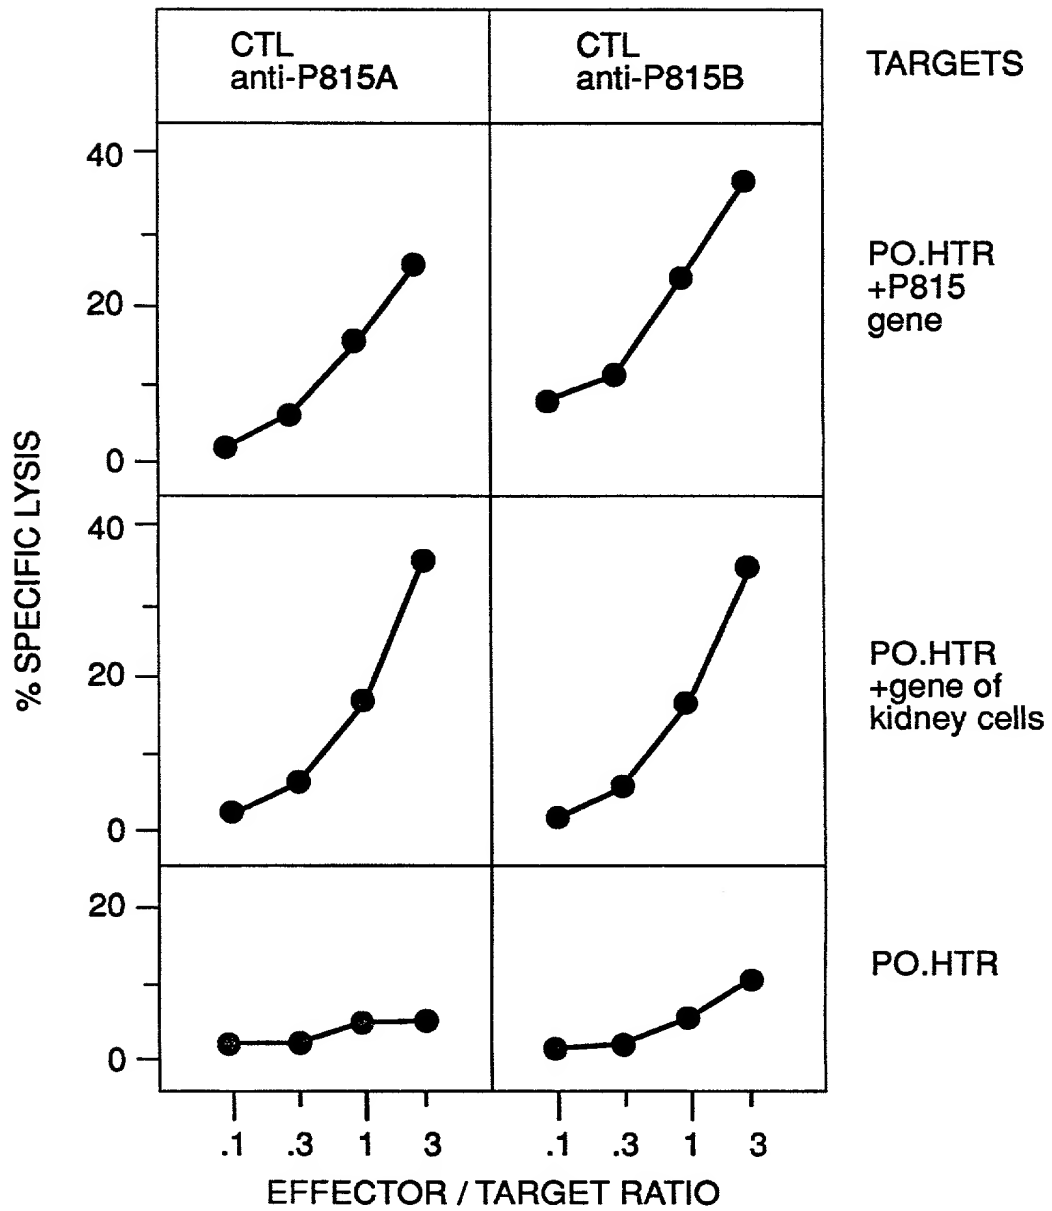 CTL
anti-P815A
CTL
anti-P815B
TARGETS
40
20
0
PO.HTR
+P815
gene
% SPECIFIC LYSIS
40
20
0
PO.HTR
+gene of
kidney cells
20
0
PO.HTR
.1 .3 1 3 .1 .3 1 3
EFFECTOR / TARGET RATIO